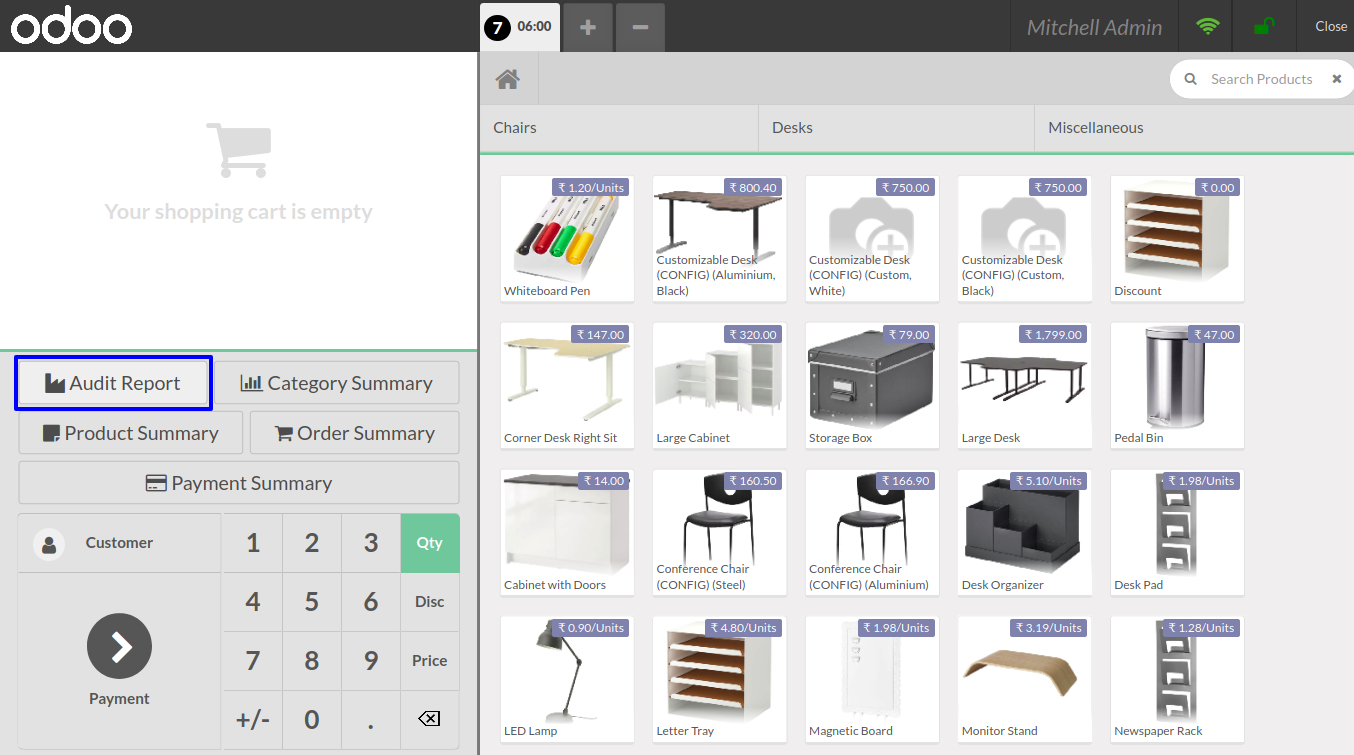 odoo
7 06:00
Mitchell Admin
Close
Search Products
Chairs
Desks
Miscellaneous
Your shopping cart is empty
₹ 1.20/Units
Whiteboard Pen
₹ 800.40
Customizable Desk
(CONFIG) (Aluminium,
Black)
₹ 750.00
Customizable Desk
(CONFIG) (Custom,
White)
₹ 750.00
Customizable Desk
(CONFIG) (Custom,
Black)
₹ 0.00
Discount
₹ 147.00
Corner Desk Right Sit
₹ 320.00
Large Cabinet
₹ 79.00
Storage Box
₹ 1,799.00
Large Desk
₹ 47.00
Pedal Bin
₹ 14.00
Cabinet with Doors
₹ 160.50
Conference Chair
(CONFIG) (Steel)
₹ 166.90
Conference Chair
(CONFIG) (Aluminium)
₹ 5.10/Units
Desk Organizer
₹ 1.98/Units
Desk Pad
₹ 0.90/Units
LED Lamp
₹ 4.80/Units
Letter Tray
₹ 1.98/Units
Magnetic Board
₹ 3.19/Units
Monitor Stand
₹ 1.28/Units
Newspaper Rack
Audit Report
Category Summary
Product Summary
Order Summary
Payment Summary
Customer
Payment
1 2 3 Qty
4 5 6 Disc
7 8 9 Price
+/- 0 .